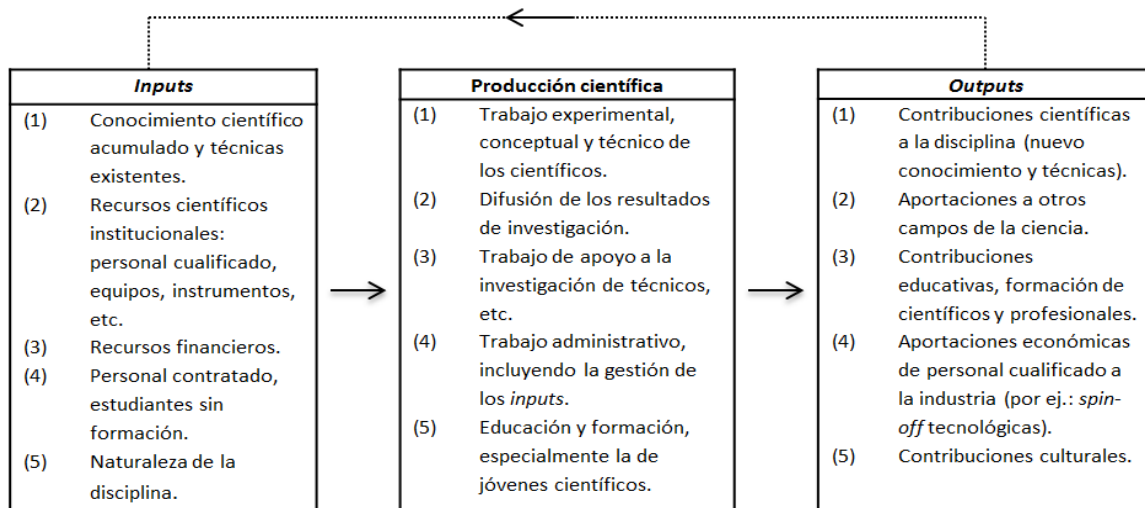 Inputs
(1) Conocimiento científico
acumulado y técnicas
existentes.
(2) Recursos científicos
institucionales:
personal cualificado,
equipos, instrumentos,
etc.
(3) Recursos financieros.
(4) Personal contratado,
estudiantes sin
formación.
(5) Naturaleza de la
disciplina.
Producción científica
(1) Trabajo experimental,
conceptual y técnico de
los científicos.
(2) Difusión de los resultados
de investigación.
(3) Trabajo de apoyo a la
investigación de técnicos,
etc.
(4) Trabajo administrativo,
incluyendo la gestión de
los inputs.
(5) Educación y formación,
especialmente la de
jóvenes científicos.
Outputs
(1) Contribuciones científicas
a la disciplina (nuevo
conocimiento y técnicas).
(2) Aportaciones a otros
campos de la ciencia.
(3) Contribuciones
educativas, formación de
científicos y profesionales.
(4) Aportaciones económicas
de personal cualificado a
la industria (por ej.: spin-
off tecnológicas).
(5) Contribuciones culturales.